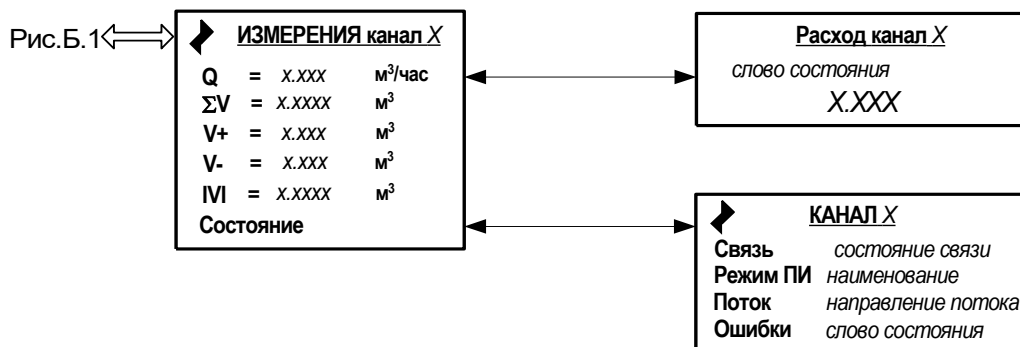 Рис.Б.1
ИЗМЕРЕНИЯ канал X
Q = X.XXX м³/час
ΣV = X.XXXX м³
V+ = X.XXX м³
V- = X.XXX м³
|V| = X.XXXX м³
Состояние
Расход канал X
слово состояния
X.XXX
КАНАЛ X
Связь состояние связи
Режим ПИ наименование
Поток направление потока
Ошибки слово состояния